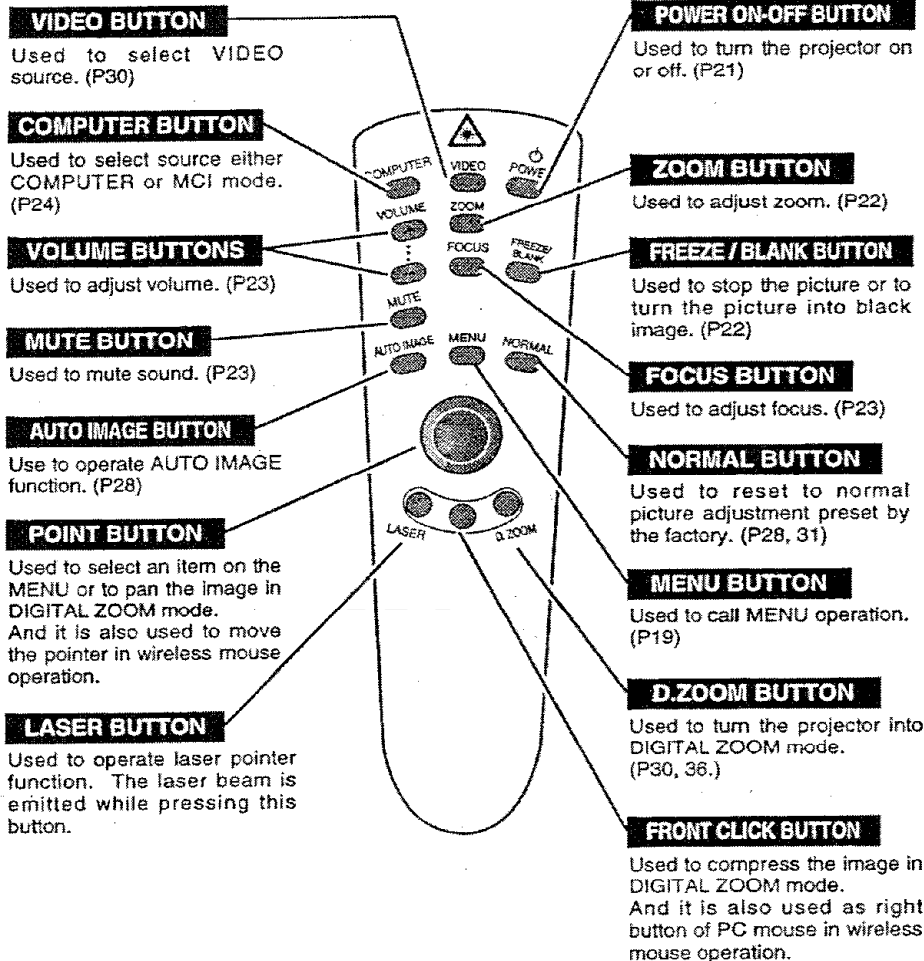 VIDEO BUTTON
Used to select VIDEO
source. (P30)
COMPUTER BUTTON
Used to select source either
COMPUTER or MCI mode.
(P24)
VOLUME BUTTONS
Used to adjust volume. (P23)
MUTE BUTTON
Used to mute sound. (P23)
AUTO IMAGE BUTTON
Use to operate AUTO IMAGE
function. (P28)
POINT BUTTON
Used to select an item on the
MENU or to pan the image in
DIGITAL ZOOM mode.
And it is also used to move
the pointer in wireless mouse
operation.
LASER BUTTON
Used to operate laser pointer
function. The laser beam is
emitted while pressing this
button.
COMPUTER
VIDEO
POWER
VOLUME
ZOOM
+
FOCUS
FREEZE/
BLANK
-
MUTE
AUTO IMAGE
MENU
NORMAL
LASER
D.ZOOM
POWER ON-OFF BUTTON
Used to turn the projector on
or off. (P21)
ZOOM BUTTON
Used to adjust zoom. (P22)
FREEZE / BLANK BUTTON
Used to stop the picture or to
turn the picture into black
image. (P22)
FOCUS BUTTON
Used to adjust focus. (P23)
NORMAL BUTTON
Used to reset to normal
picture adjustment preset by
the factory. (P28, 31)
MENU BUTTON
Used to call MENU operation.
(P19)
D.ZOOM BUTTON
Used to turn the projector into
DIGITAL ZOOM mode.
(P30, 36.)
FRONT CLICK BUTTON
Used to compress the image in
DIGITAL ZOOM mode.
And it is also used as right
button of PC mouse in wireless
mouse operation.